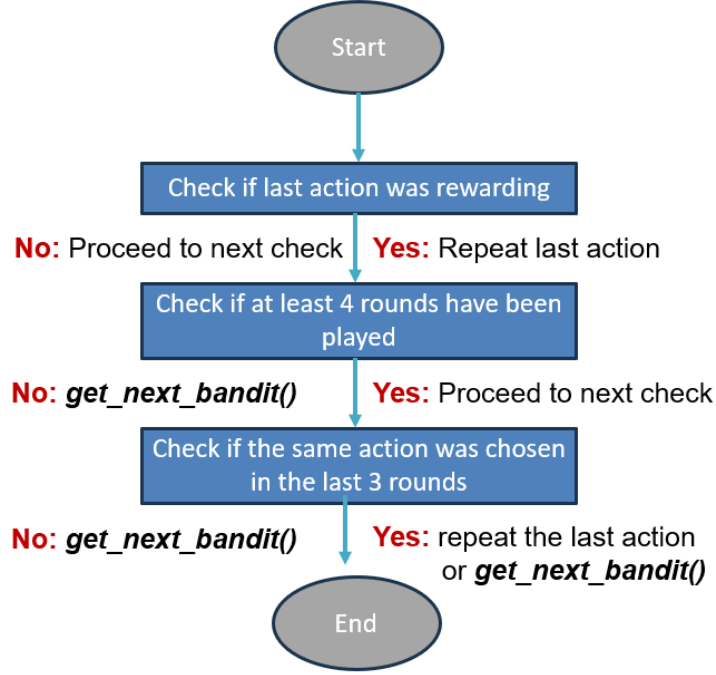 Start
Check if last action was rewarding
No: Proceed to next check
Yes: Repeat last action
Check if at least 4 rounds have been
played
No: get_next_bandit()
Yes: Proceed to next check
Check if the same action was chosen
in the last 3 rounds
No: get_next_bandit()
Yes: repeat the last action
or get_next_bandit()
End